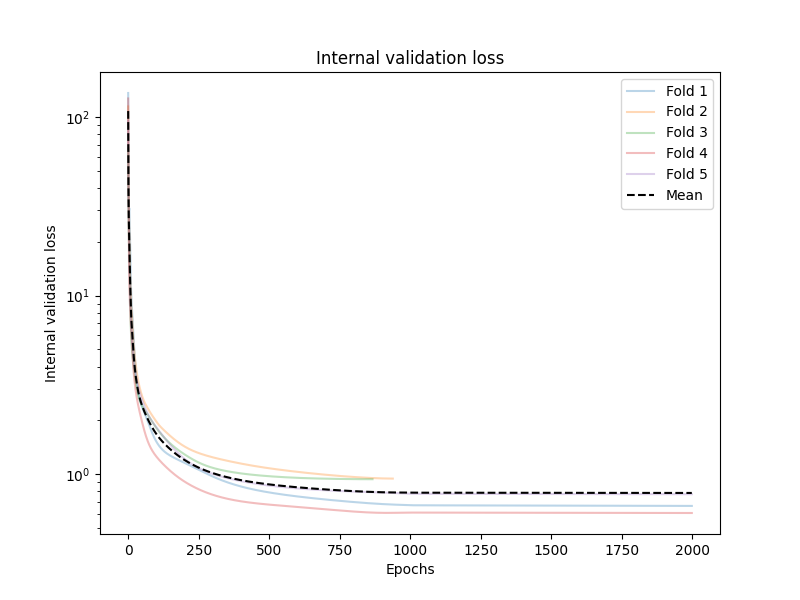 Internal validation loss
Fold 1
Fold 2
Fold 3
Fold 4
Fold 5
Mean
Internal validation loss
10²
10¹
10⁰
0 250 500 750 1000 1250 1500 1750 2000
Epochs